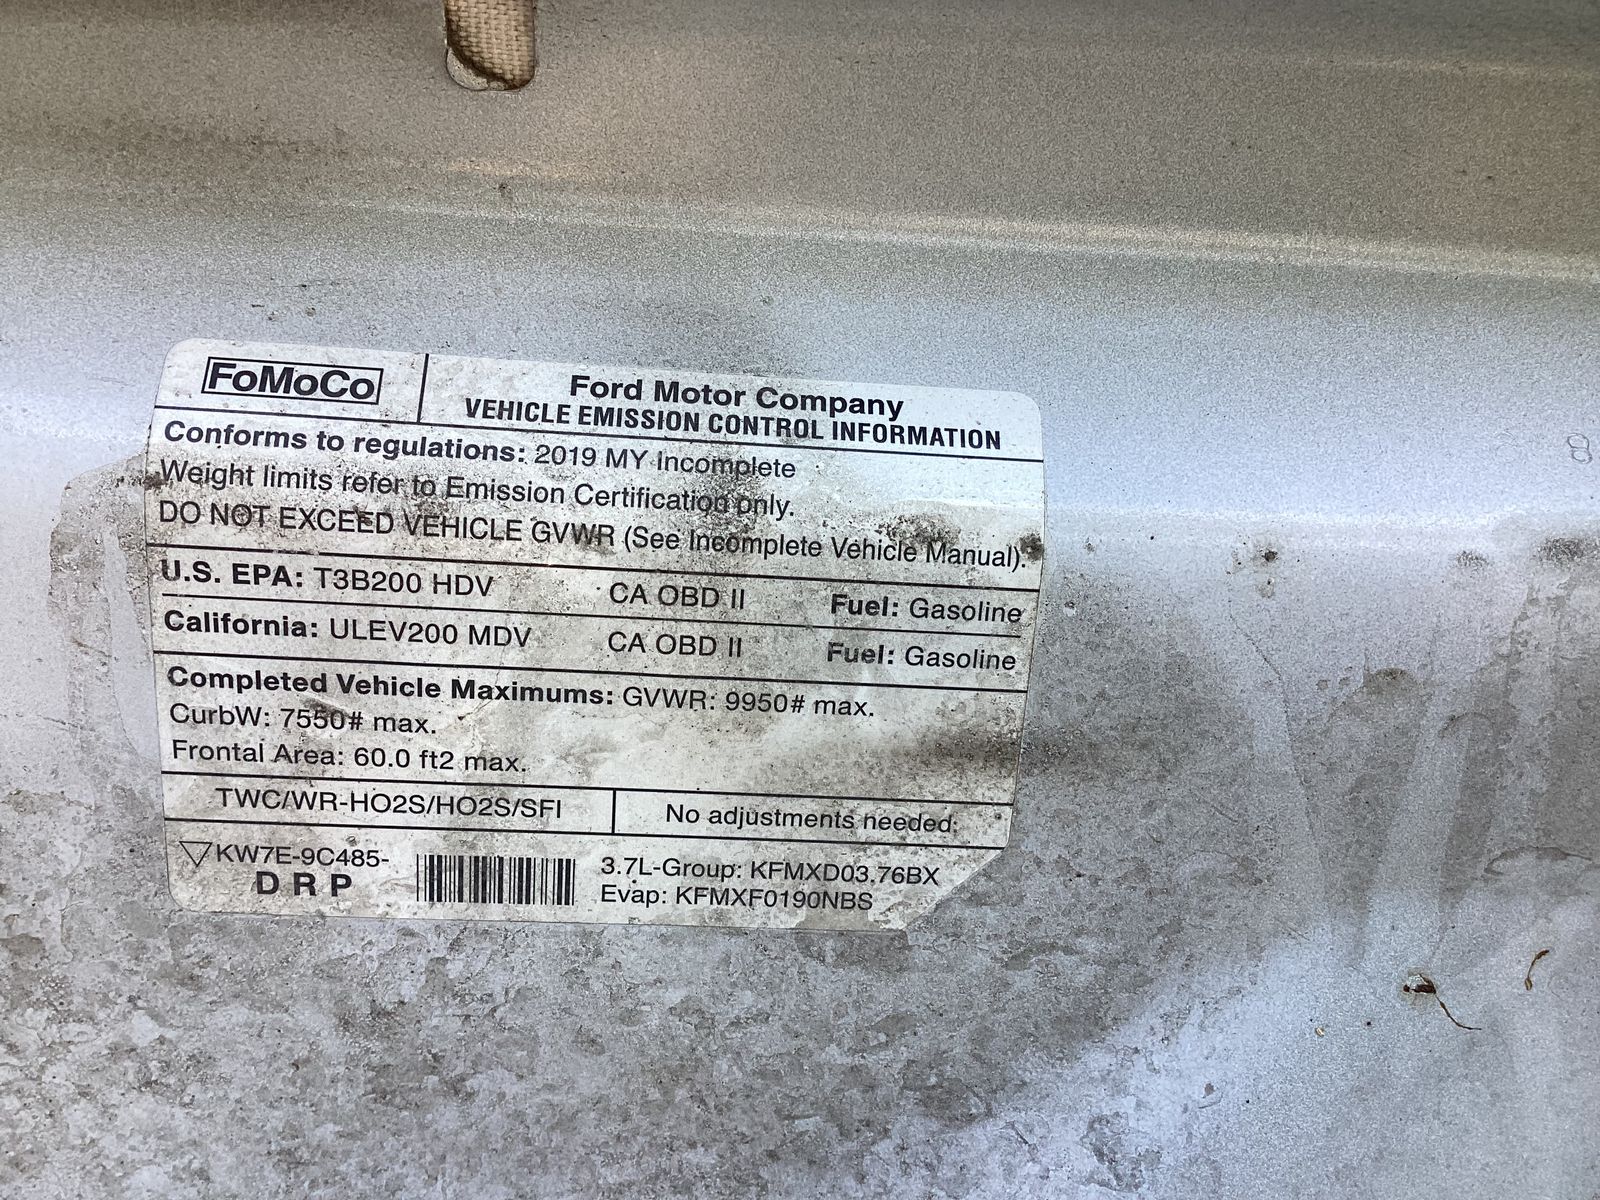 FoMoCo
Ford Motor Company
VEHICLE EMISSION CONTROL INFORMATION
Conforms to regulations: 2019 MY Incomplete
Weight limits refer to Emission Certification only.
DO NOT EXCEED VEHICLE GVWR (See Incomplete Vehicle Manual).
U.S. EPA: T3B200 HDV CA OBD II Fuel: Gasoline
California: ULEV200 MDV CA OBD II Fuel: Gasoline
Completed Vehicle Maximums: GVWR: 9950# max.
CurbW: 7550# max.
Frontal Area: 60.0 ft2 max.
TWC/WR-HO2S/HO2S/SFI No adjustments needed.
KW7E-9C485-
DRP
3.7L-Group: KFMXD03.76BX
Evap: KFMXF0190NBS